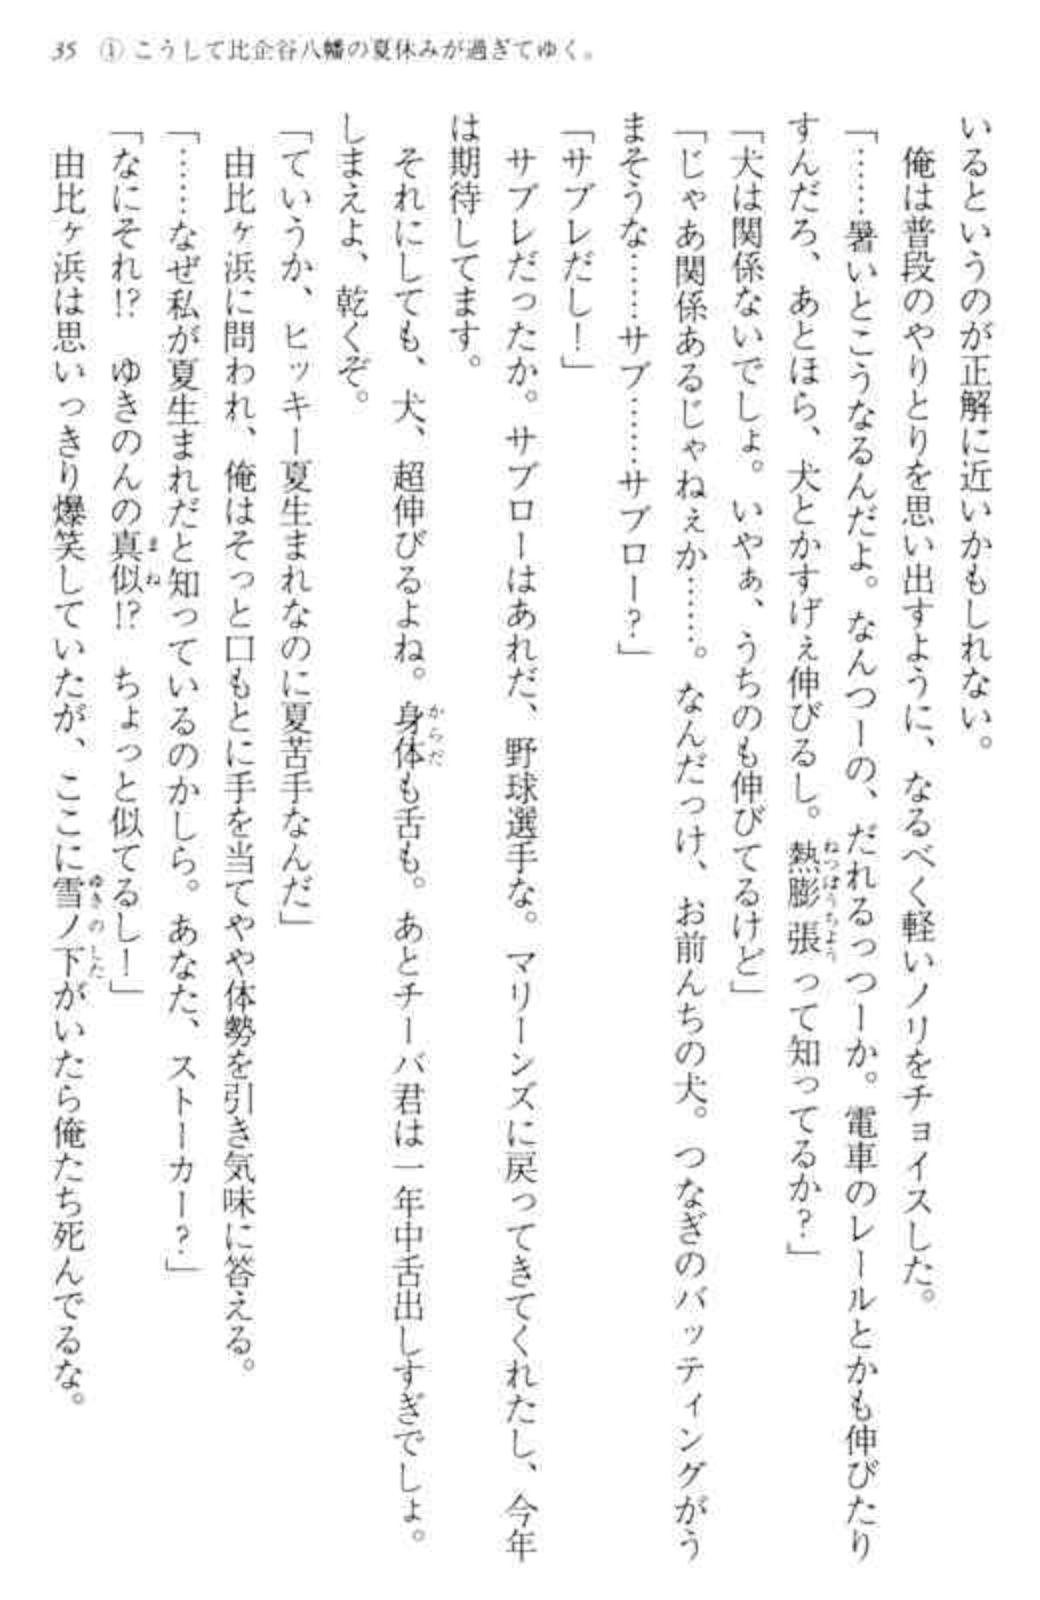 35 ① こうして比企谷八幡の夏休みが過ぎてゆく。
いるというのが正解に近いかもしれない。
　俺は普段のやりとりを思い出すように、なるべく軽いノリをチョイスした。
「……暑いとこうなるんだよ。なんつーの、だれるっつーか。電車のレールとかも伸びたり
すんだろ、あとほら、犬とかすげぇ伸びるし。熱膨張って知ってるか?」
「犬は関係ないでしょ。いやぁ、うちのも伸びてるけど」
「じゃあ関係あるじゃねぇか……。なんだっけ、お前んちの犬。つなぎのバッティングがう
まそうな……サブ……サブロー?」
「サブレだし!」
　サブレだったか。サブローはあれだ、野球選手な。マリーンズに戻ってきてくれたし、今年
は期待してます。
　それにしても、犬、超伸びるよね。身体も舌も。あとチーバ君は一年中舌出しすぎでしょ。
しまえよ、乾くぞ。
「ていうか、ヒッキー夏生まれなのに夏苦手なんだ」
　由比ヶ浜に問われ、俺はそっと口もとに手を当てやや体勢を引き気味に答える。
「……なぜ私が夏生まれだと知っているのかしら。あなた、ストーカー?」
「なにそれ!?　ゆきのんの真似!?　ちょっと似てるし!」
　由比ヶ浜は思いっきり爆笑していたが、ここに雪ノ下がいたら俺たち死んでるな。